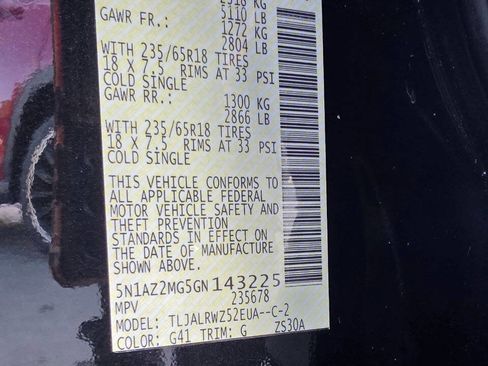 GAWR FR.: 5110 LB
1272 KG
2804 LB
WITH 235/65R18 TIRES
18 X 7.5 RIMS AT 33 PSI
COLD SINGLE
GAWR RR.: 1300 KG
2866 LB
WITH 235/65R18 TIRES
18 X 7.5 RIMS AT 33 PSI
COLD SINGLE
THIS VEHICLE CONFORMS TO
ALL APPLICABLE FEDERAL
MOTOR VEHICLE SAFETY AND
THEFT PREVENTION
STANDARDS IN EFFECT ON
THE DATE OF MANUFACTURE
SHOWN ABOVE.
5N1AZ2MG5GN143225
MPV 235678
MODEL: TLJALRWZ52EUA--C-2
COLOR: G41 TRIM: G ZS30A